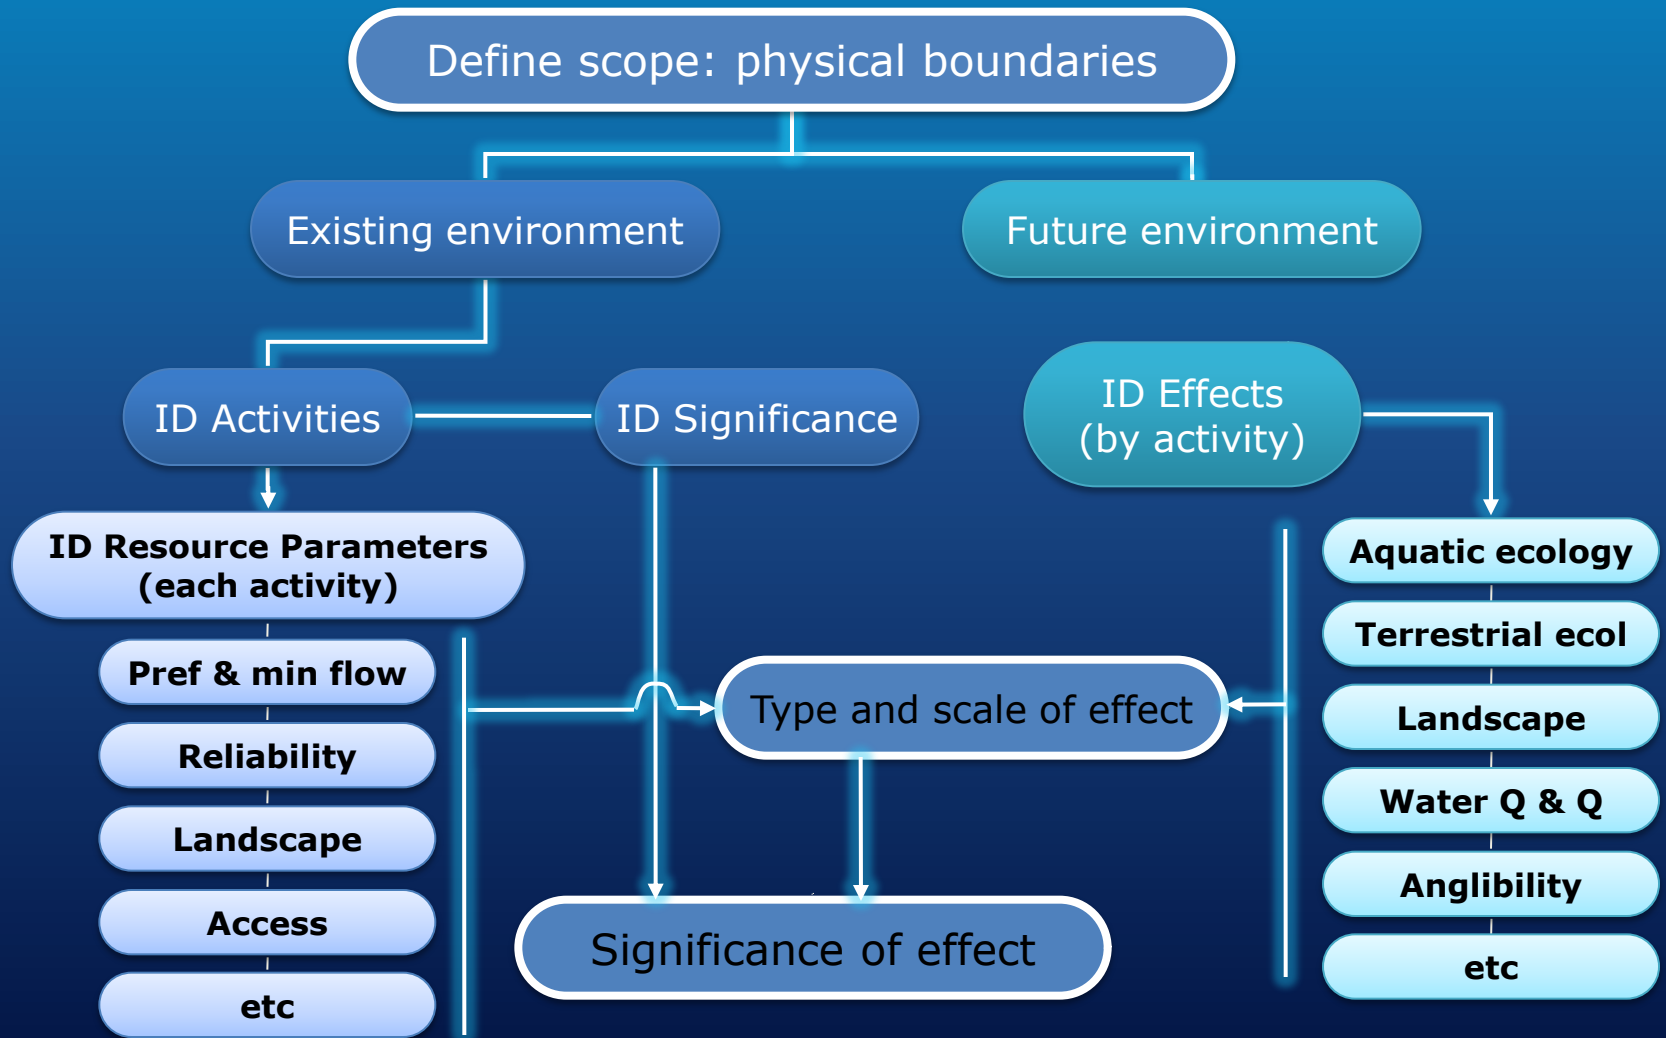 Define scope: physical boundaries
Existing environment
Future environment
ID Activities
ID Significance
ID Effects
(by activity)
ID Resource Parameters
(each activity)
Pref & min flow
Reliability
Landscape
Access
etc
Type and scale of effect
Significance of effect
Aquatic ecology
Terrestrial ecol
Landscape
Water Q & Q
Anglibility
etc